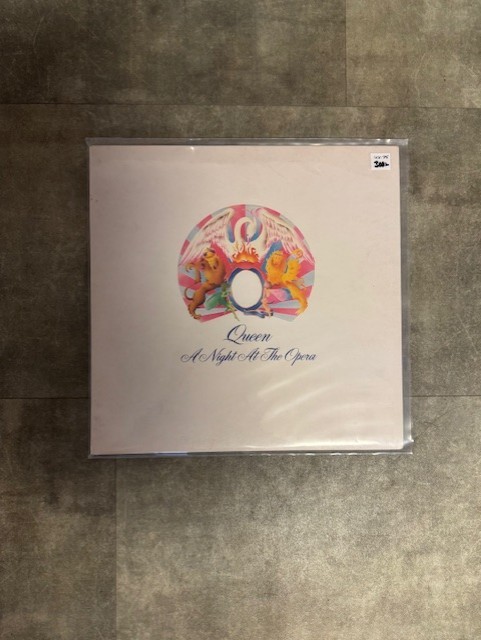 Queen
A Night At The Opera